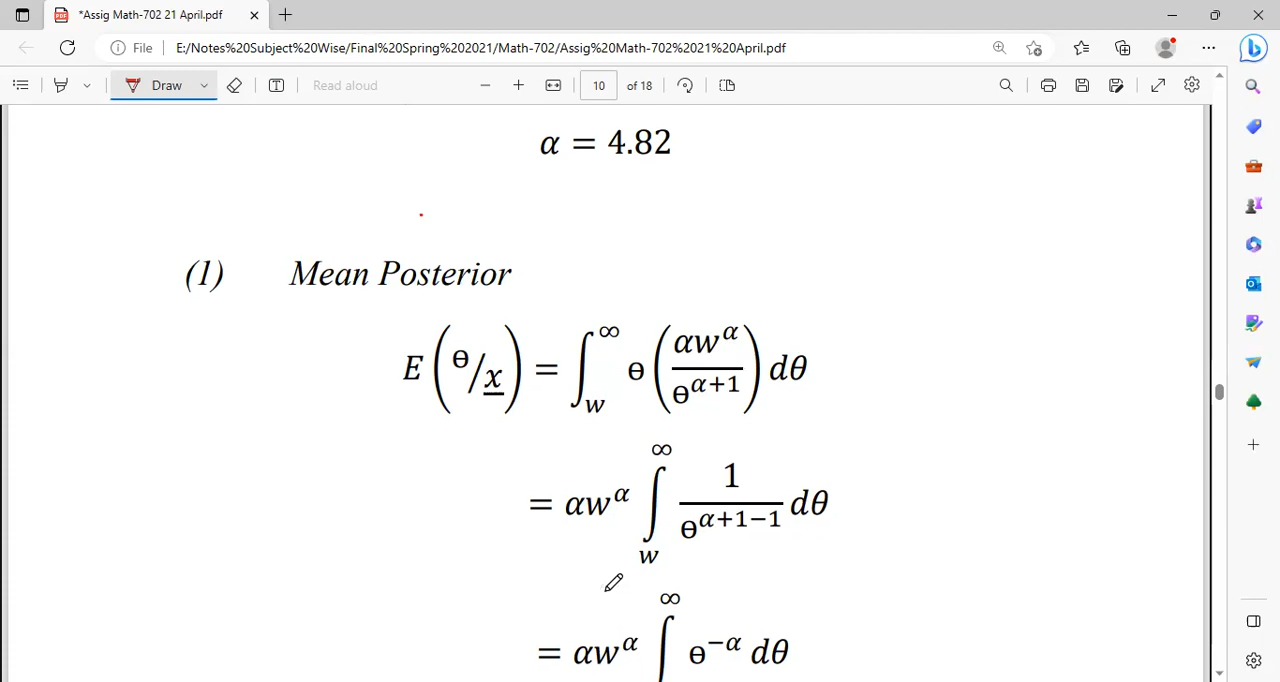 *Assig Math-702 21 April.pdf
File E:/Notes%20Subject%20Wise/Final%20Spring%202021/Math-702/Assig%20Math-702%2021%20April.pdf
Draw Read aloud 10 of 18
α = 4.82
(1) Mean Posterior
E(ɵ/x) = ∫_w^∞ ɵ (αw^α / ɵ^(α+1)) dθ
= αw^α ∫_w^∞ 1/ɵ^(α+1−1) dθ
= αw^α ∫^∞ ɵ^(−α) dθ